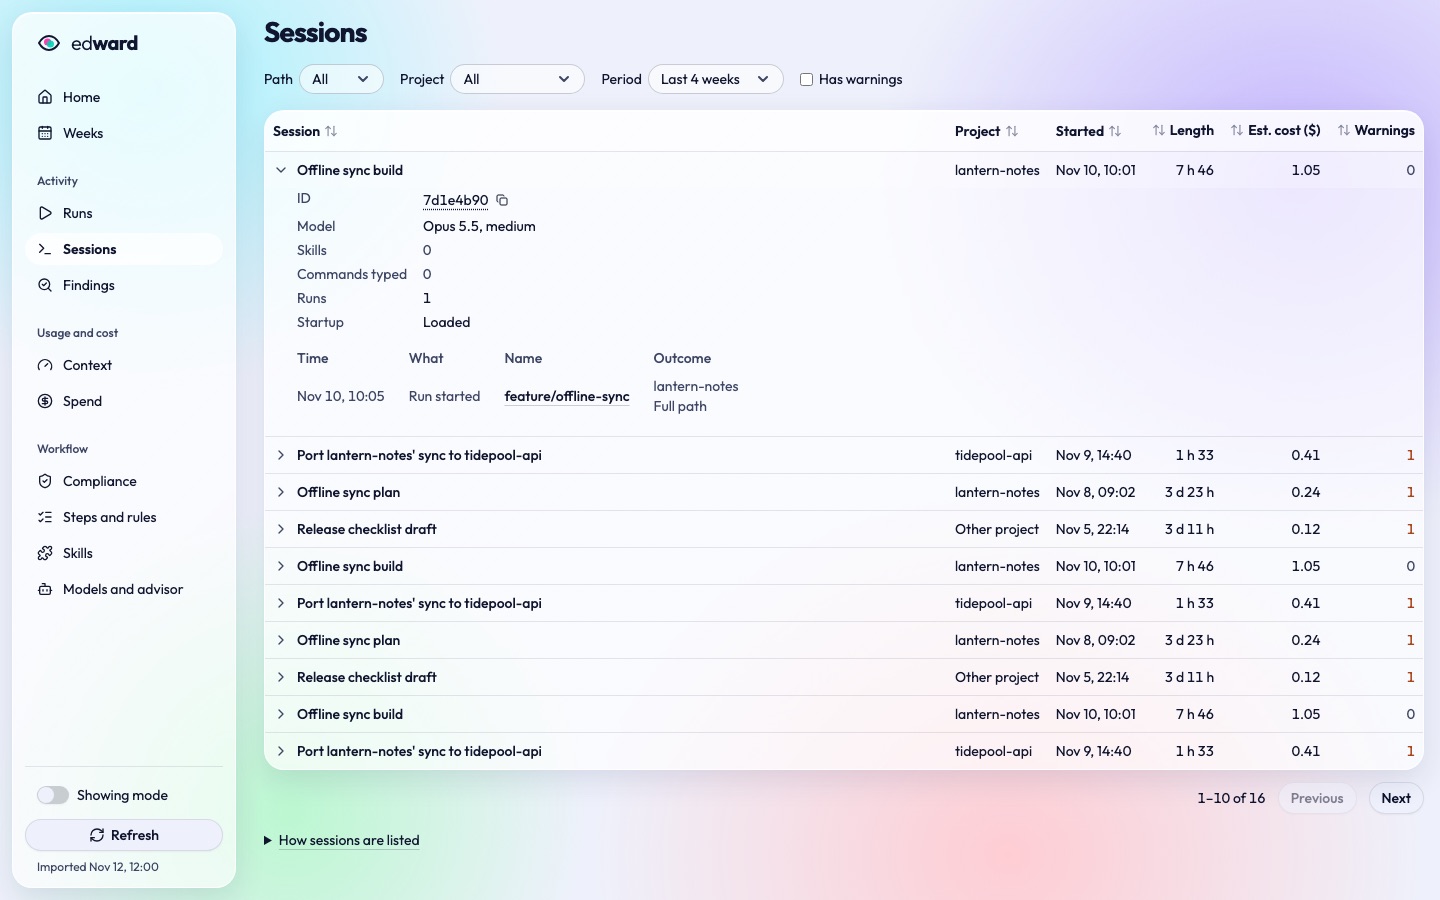 edward
Home
Weeks
Activity
Runs
Sessions
Findings
Usage and cost
Context
Spend
Workflow
Compliance
Steps and rules
Skills
Models and advisor
Showing mode
Refresh
Imported Nov 12, 12:00
Sessions
Path All Project All Period Last 4 weeks Has warnings
Session Project Started Length Est. cost ($) Warnings
Offline sync build lantern-notes Nov 10, 10:01 7 h 46 1.05 0
ID 7d1e4b90
Model Opus 5.5, medium
Skills 0
Commands typed 0
Runs 1
Startup Loaded
Time What Name Outcome
Nov 10, 10:05 Run started feature/offline-sync lantern-notes
Full path
Port lantern-notes' sync to tidepool-api tidepool-api Nov 9, 14:40 1 h 33 0.41 1
Offline sync plan lantern-notes Nov 8, 09:02 3 d 23 h 0.24 1
Release checklist draft Other project Nov 5, 22:14 3 d 11 h 0.12 1
Offline sync build lantern-notes Nov 10, 10:01 7 h 46 1.05 0
Port lantern-notes' sync to tidepool-api tidepool-api Nov 9, 14:40 1 h 33 0.41 1
Offline sync plan lantern-notes Nov 8, 09:02 3 d 23 h 0.24 1
Release checklist draft Other project Nov 5, 22:14 3 d 11 h 0.12 1
Offline sync build lantern-notes Nov 10, 10:01 7 h 46 1.05 0
Port lantern-notes' sync to tidepool-api tidepool-api Nov 9, 14:40 1 h 33 0.41 1
1–10 of 16 Previous Next
How sessions are listed